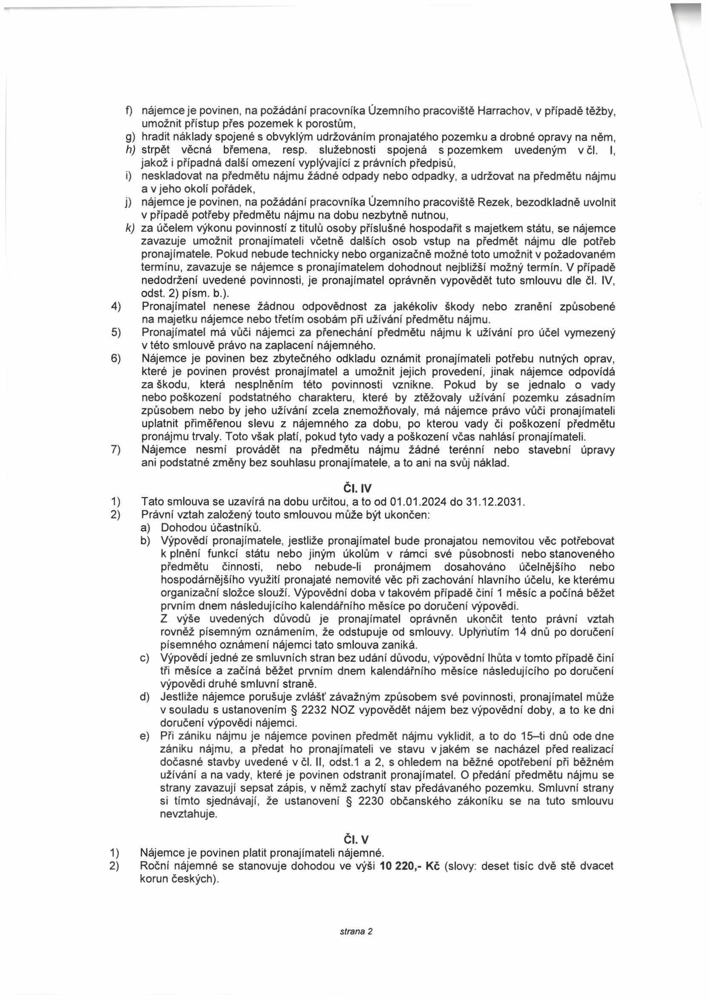 f) nájemce je povinen, na požádání pracovníka Územního pracoviště Harrachov, v případě těžby,
umožnit přístup přes pozemek k porostům,
g) hradit náklady spojené s obvyklým udržováním pronajatého pozemku a drobné opravy na něm,
h) strpět věcná břemena, resp. služebnosti spojená s pozemkem uvedeným v čl. I,
jakož i případná další omezení vyplývající z právních předpisů,
i) neskladovat na předmětu nájmu žádné odpady nebo odpadky, a udržovat na předmětu nájmu
a v jeho okolí pořádek,
j) nájemce je povinen, na požádání pracovníka Územního pracoviště Rezek, bezodkladně uvolnit
v případě potřeby předmětu nájmu na dobu nezbytně nutnou,
k) za účelem výkonu povinností z titulů osoby příslušné hospodařit s majetkem státu, se nájemce
zavazuje umožnit pronajímateli včetně dalších osob vstup na předmět nájmu dle potřeb
pronajímatele. Pokud nebude technicky nebo organizačně možné toto umožnit v požadovaném
termínu, zavazuje se nájemce s pronajímatelem dohodnout nejbližší možný termín. V případě
nedodržení uvedené povinnosti, je pronajímatel oprávněn vypovědět tuto smlouvu dle čl. IV,
odst. 2) písm. b.).
4) Pronajímatel nenese žádnou odpovědnost za jakékoliv škody nebo zranění způsobené
na majetku nájemce nebo třetím osobám při užívání předmětu nájmu.
5) Pronajímatel má vůči nájemci za přenechání předmětu nájmu k užívání pro účel vymezený
v této smlouvě právo na zaplacení nájemného.
6) Nájemce je povinen bez zbytečného odkladu oznámit pronajímateli potřebu nutných oprav,
které je povinen provést pronajímatel a umožnit jejich provedení, jinak nájemce odpovídá
za škodu, která nesplněním této povinnosti vznikne. Pokud by se jednalo o vady
nebo poškození podstatného charakteru, které by ztěžovaly užívání pozemku zásadním
způsobem nebo by jeho užívání zcela znemožňovaly, má nájemce právo vůči pronajímateli
uplatnit přiměřenou slevu z nájemného za dobu, po kterou vady či poškození předmětu
pronájmu trvaly. Toto však platí, pokud tyto vady a poškození včas nahlásí pronajímateli.
7) Nájemce nesmí provádět na předmětu nájmu žádné terénní nebo stavební úpravy
ani podstatné změny bez souhlasu pronajímatele, a to ani na svůj náklad.
Čl. IV
1) Tato smlouva se uzavírá na dobu určitou, a to od 01.01.2024 do 31.12.2031.
2) Právní vztah založený touto smlouvou může být ukončen:
a) Dohodou účastníků.
b) Výpovědí pronajímatele, jestliže pronajímatel bude pronajatou nemovitou věc potřebovat
k plnění funkcí státu nebo jiným úkolům v rámci své působnosti nebo stanoveného
předmětu činnosti, nebo nebude-li pronájmem dosahováno účelnějšího nebo
hospodárnějšího využití pronajaté nemovité věc při zachování hlavního účelu, ke kterému
organizační složce slouží. Výpovědní doba v takovém případě činí 1 měsíc a počíná běžet
prvním dnem následujícího kalendářního měsíce po doručení výpovědi.
Z výše uvedených důvodů je pronajímatel oprávněn ukončit tento právní vztah
rovněž písemným oznámením, že odstupuje od smlouvy. Uplynutím 14 dnů po doručení
písemného oznámení nájemci tato smlouva zaniká.
c) Výpovědí jedné ze smluvních stran bez udání důvodu, výpovědní lhůta v tomto případě činí
tři měsíce a začíná běžet prvním dnem kalendářního měsíce následujícího po doručení
výpovědi druhé smluvní straně.
d) Jestliže nájemce porušuje zvlášť závažným způsobem své povinnosti, pronajímatel může
v souladu s ustanovením § 2232 NOZ vypovědět nájem bez výpovědní doby, a to ke dni
doručení výpovědi nájemci.
e) Při zániku nájmu je nájemce povinen předmět nájmu vyklidit, a to do 15–ti dnů ode dne
zániku nájmu, a předat ho pronajímateli ve stavu v jakém se nacházel před realizací
dočasné stavby uvedené v čl. II, odst.1 a 2, s ohledem na běžné opotřebení při běžném
užívání a na vady, které je povinen odstranit pronajímatel. O předání předmětu nájmu se
strany zavazují sepsat zápis, v němž zachytí stav předávaného pozemku. Smluvní strany
si tímto sjednávají, že ustanovení § 2230 občanského zákoníku se na tuto smlouvu
nevztahuje.
Čl. V
1) Nájemce je povinen platit pronajímateli nájemné.
2) Roční nájemné se stanovuje dohodou ve výši 10 220,- Kč (slovy: deset tisíc dvě stě dvacet
korun českých).
strana 2